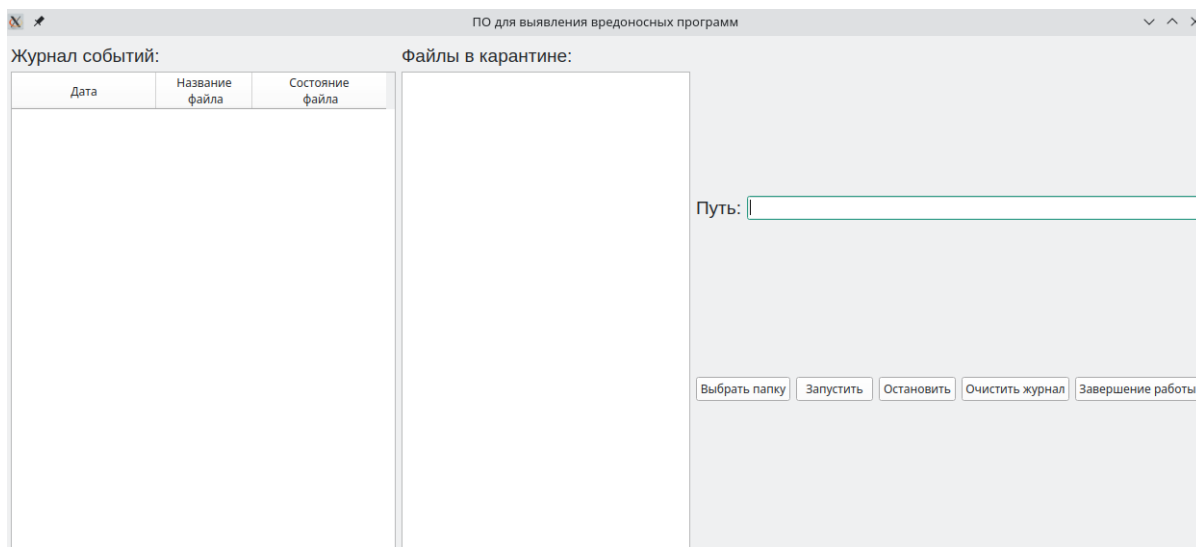 ПО для выявления вредоносных программ
Журнал событий:
Файлы в карантине:
Дата
Название
файла
Состояние
файла
Путь:
Выбрать папку
Запустить
Остановить
Очистить журнал
Завершение работы